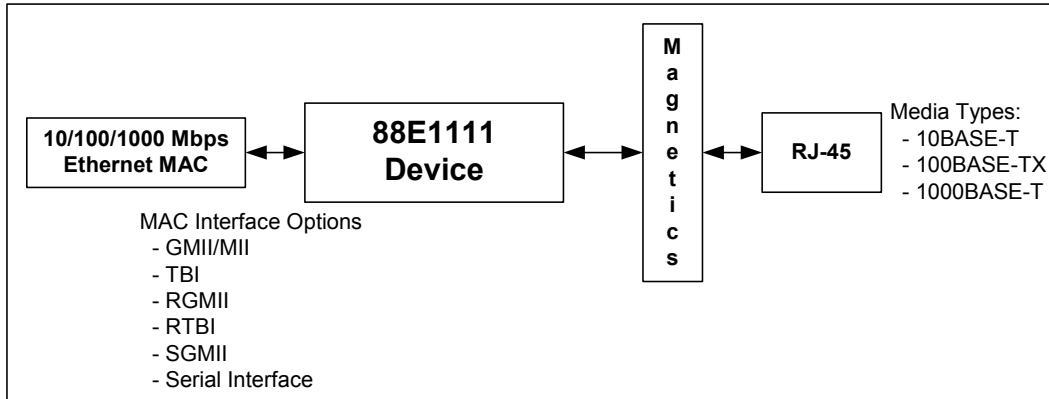 10/100/1000 Mbps
Ethernet MAC
88E1111
Device
Magnetics
RJ-45
Media Types:
- 10BASE-T
- 100BASE-TX
- 1000BASE-T
MAC Interface Options
- GMII/MII
- TBI
- RGMII
- RTBI
- SGMII
- Serial Interface